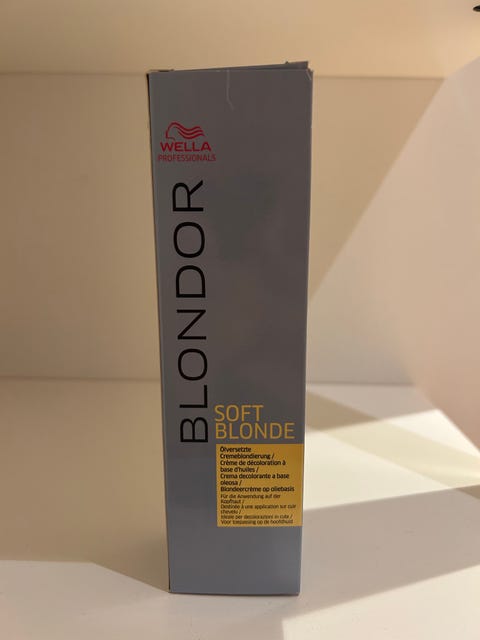 WELLA
PROFESSIONALS
BLONDOR
SOFT
BLONDE
Ölversetzte
Cremeblondierung /
Crème de décoloration à
base d'huiles /
Crema decolorante a base
oleosa /
Blondeercrème op oliebasis
Für die Anwendung auf der
Kopfhaut /
Destinée à une application sur cuir
chevelu /
Ideale per decolorazioni in cute /
Voor toepassing op de hoofdhuid